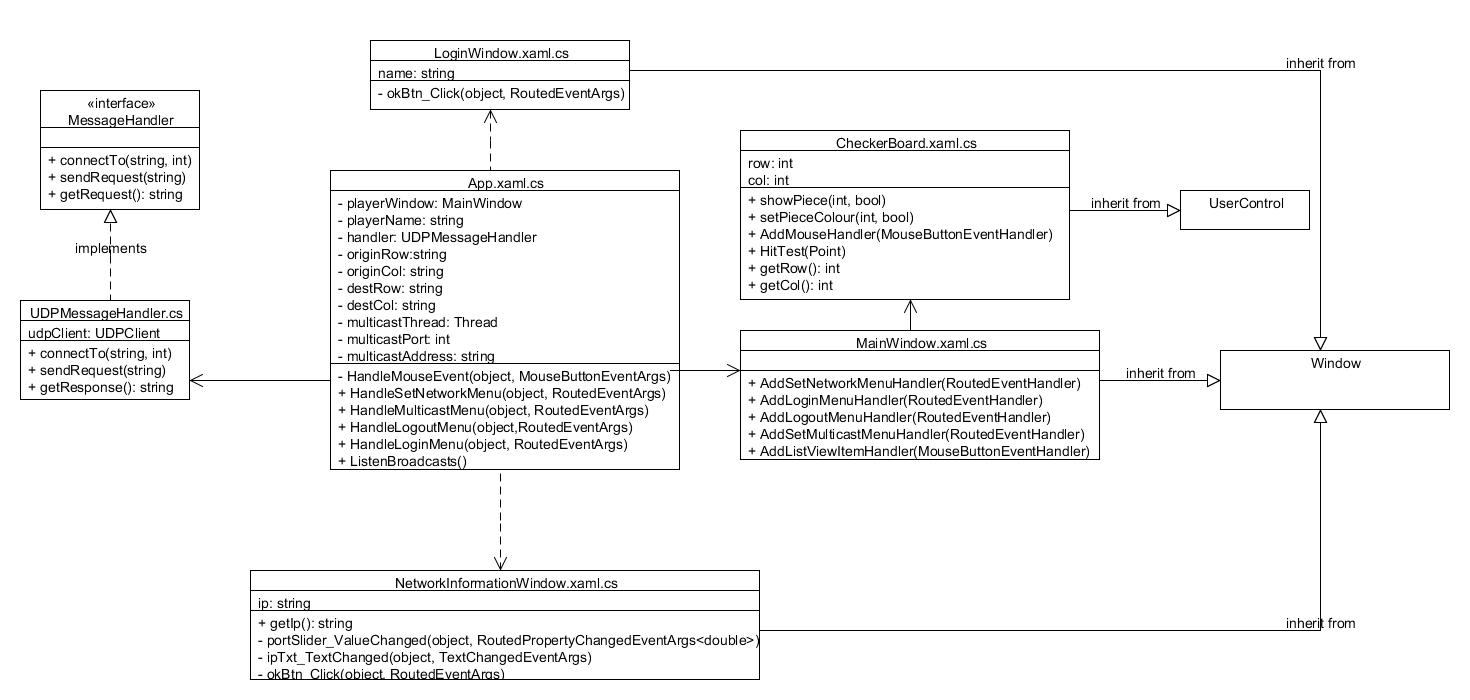 LoginWindow.xaml.cs
name: string
- okBtn_Click(object, RoutedEventArgs)
inherit from
«interface»
MessageHandler
+ connectTo(string, int)
+ sendRequest(string)
+ getRequest(): string
implements
UDPMessageHandler.cs
udpClient: UDPClient
+ connectTo(string, int)
+ sendRequest(string)
+ getResponse(): string
App.xaml.cs
- playerWindow: MainWindow
- playerName: string
- handler: UDPMessageHandler
- originRow:string
- originCol: string
- destRow: string
- destCol: string
- multicastThread: Thread
- multicastPort: int
- multicastAddress: string
- HandleMouseEvent(object, MouseButtonEventArgs)
+ HandleSetNetworkMenu(object, RoutedEventArgs)
+ HandleMulticastMenu(object, RoutedEventArgs)
+ HandleLogoutMenu(object,RoutedEventArgs)
+ HandleLoginMenu(object, RoutedEventArgs)
+ ListenBroadcasts()
CheckerBoard.xaml.cs
row: int
col: int
+ showPiece(int, bool)
+ setPieceColour(int, bool)
+ AddMouseHandler(MouseButtonEventHandler)
+ HitTest(Point)
+ getRow(): int
+ getCol(): int
inherit from
UserControl
MainWindow.xaml.cs
+ AddSetNetworkMenuHandler(RoutedEventHandler)
+ AddLoginMenuHandler(RoutedEventHandler)
+ AddLogoutMenuHandler(RoutedEventHandler)
+ AddSetMulticastMenuHandler(RoutedEventHandler)
+ AddListViewItemHandler(MouseButtonEventHandler)
inherit from
Window
NetworkInformationWindow.xaml.cs
ip: string
+ getIp(): string
- portSlider_ValueChanged(object, RoutedPropertyChangedEventArgs<double>)
- ipTxt_TextChanged(object, TextChangedEventArgs)
- okBtn_Click(object, RoutedEventArgs)
inherit from